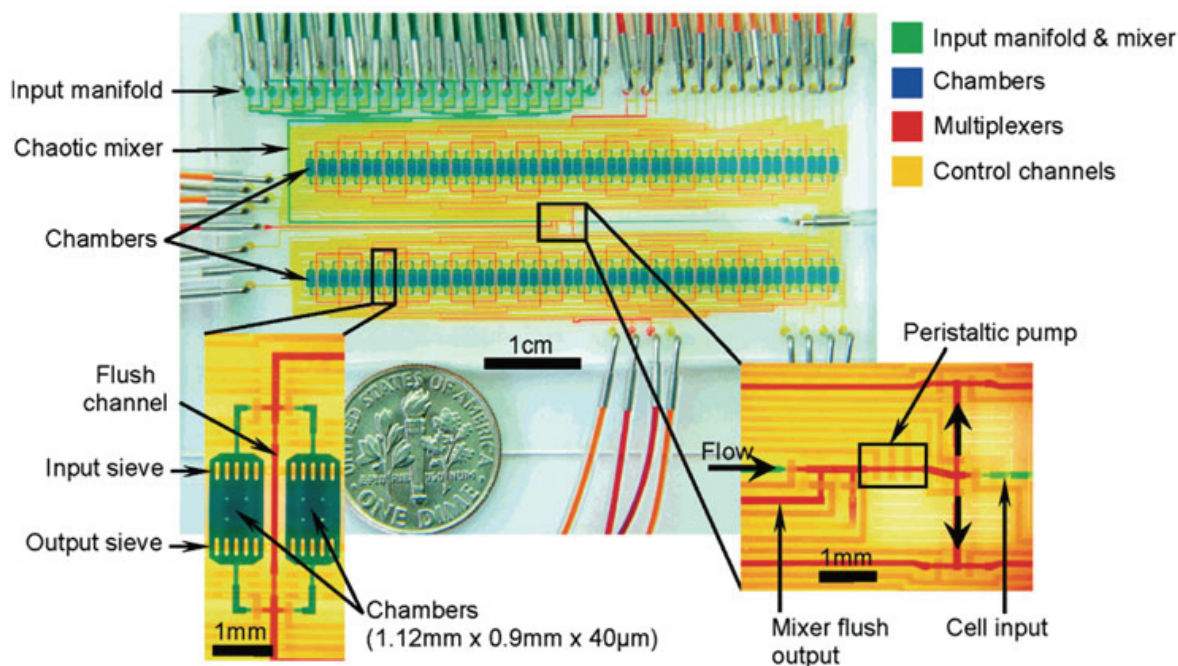 Input manifold
Chaotic mixer
Chambers
Input manifold & mixer
Chambers
Multiplexers
Control channels
1cm
Peristaltic pump
Flush
channel
Input sieve
Output sieve
1mm
Chambers
(1.12mm x 0.9mm x 40µm)
UNITED STATES OF AMERICA
E PLURIBUS UNUM
ONE DIME
Flow
1mm
Mixer flush
output
Cell input